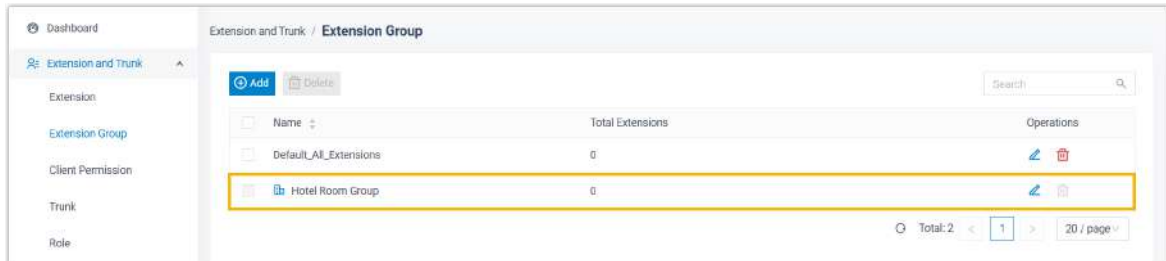 Dashboard
Extension and Trunk
Extension
Extension Group
Client Permission
Trunk
Role
Extension and Trunk / Extension Group
Add Delete Search
Name Total Extensions Operations
Default_All_Extensions 0
Hotel Room Group 0
Total: 2 < 1 > 20 / page